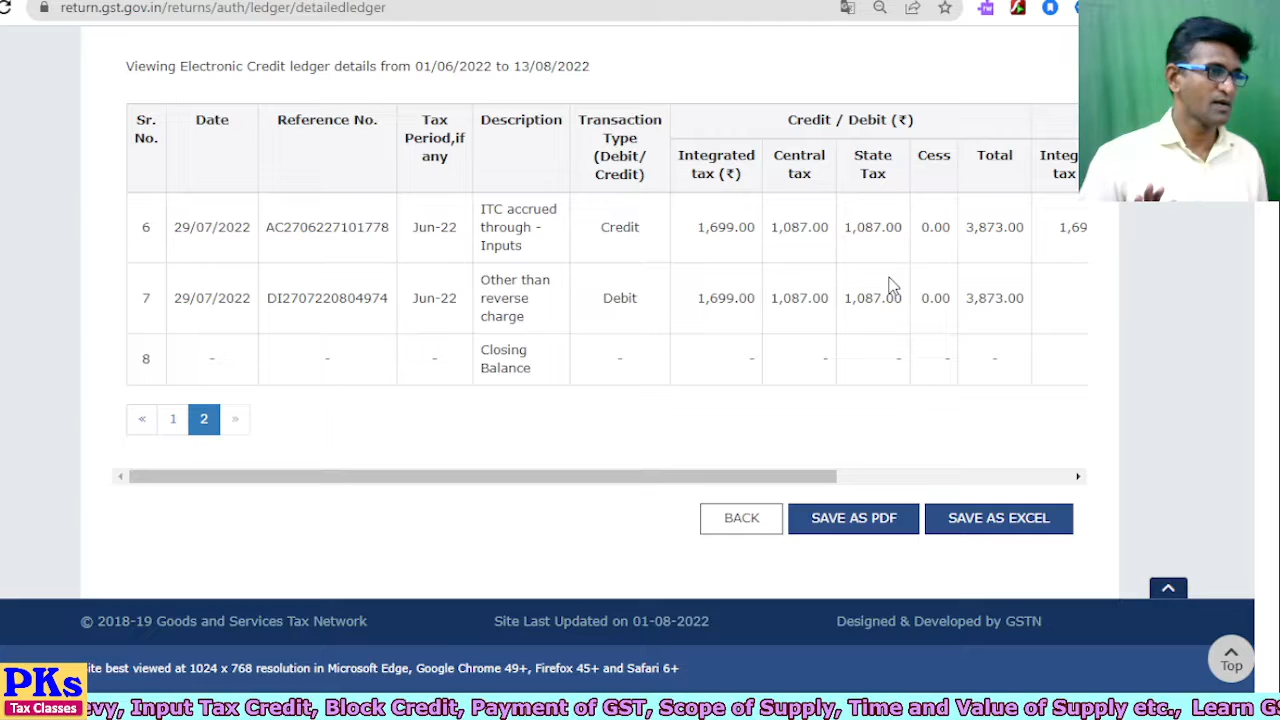 return.gst.gov.in/returns/auth/ledger/detailedledger
Viewing Electronic Credit ledger details from 01/06/2022 to 13/08/2022
Sr. No. Date Reference No. Tax Period,if any Description Transaction Type (Debit/ Credit) Credit / Debit (₹)
Integrated tax (₹) Central tax State Tax Cess Total Integ tax
6 29/07/2022 AC2706227101778 Jun-22 ITC accrued through - Inputs Credit 1,699.00 1,087.00 1,087.00 0.00 3,873.00 1,69
7 29/07/2022 DI2707220804974 Jun-22 Other than reverse charge Debit 1,699.00 1,087.00 1,087.00 0.00 3,873.00
8 - - - Closing Balance - - - - - -
« 1 2 »
BACK SAVE AS PDF SAVE AS EXCEL
© 2018-19 Goods and Services Tax Network Site Last Updated on 01-08-2022 Designed & Developed by GSTN
ite best viewed at 1024 x 768 resolution in Microsoft Edge, Google Chrome 49+, Firefox 45+ and Safari 6+
Top
PKs
Tax Classes
evy, Input Tax Credit, Block Credit, Payment of GST, Scope of Supply, Time and Value of Supply etc., Learn G